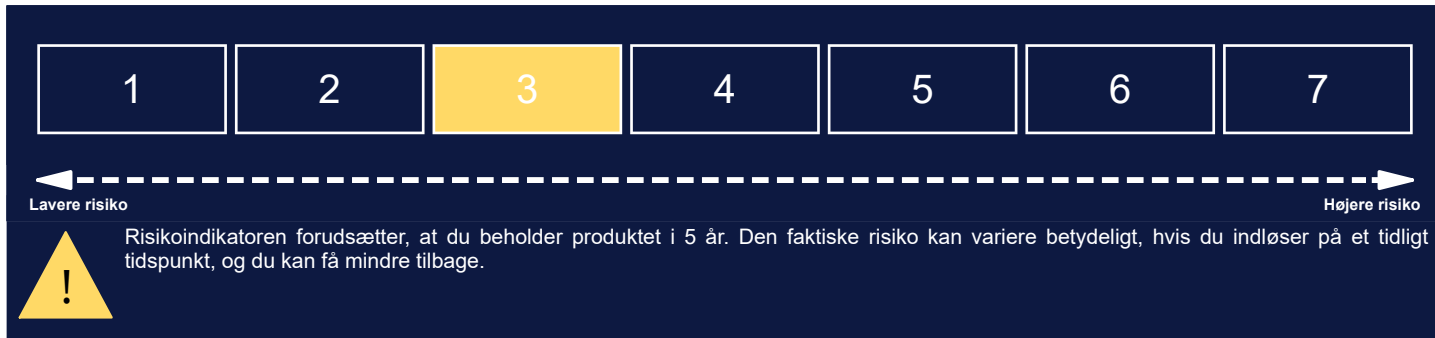 1 2 3 4 5 6 7
Lavere risiko Højere risiko
Risikoindikatoren forudsætter, at du beholder produktet i 5 år. Den faktiske risiko kan variere betydeligt, hvis du indløser på et tidligt
tidspunkt, og du kan få mindre tilbage.
!